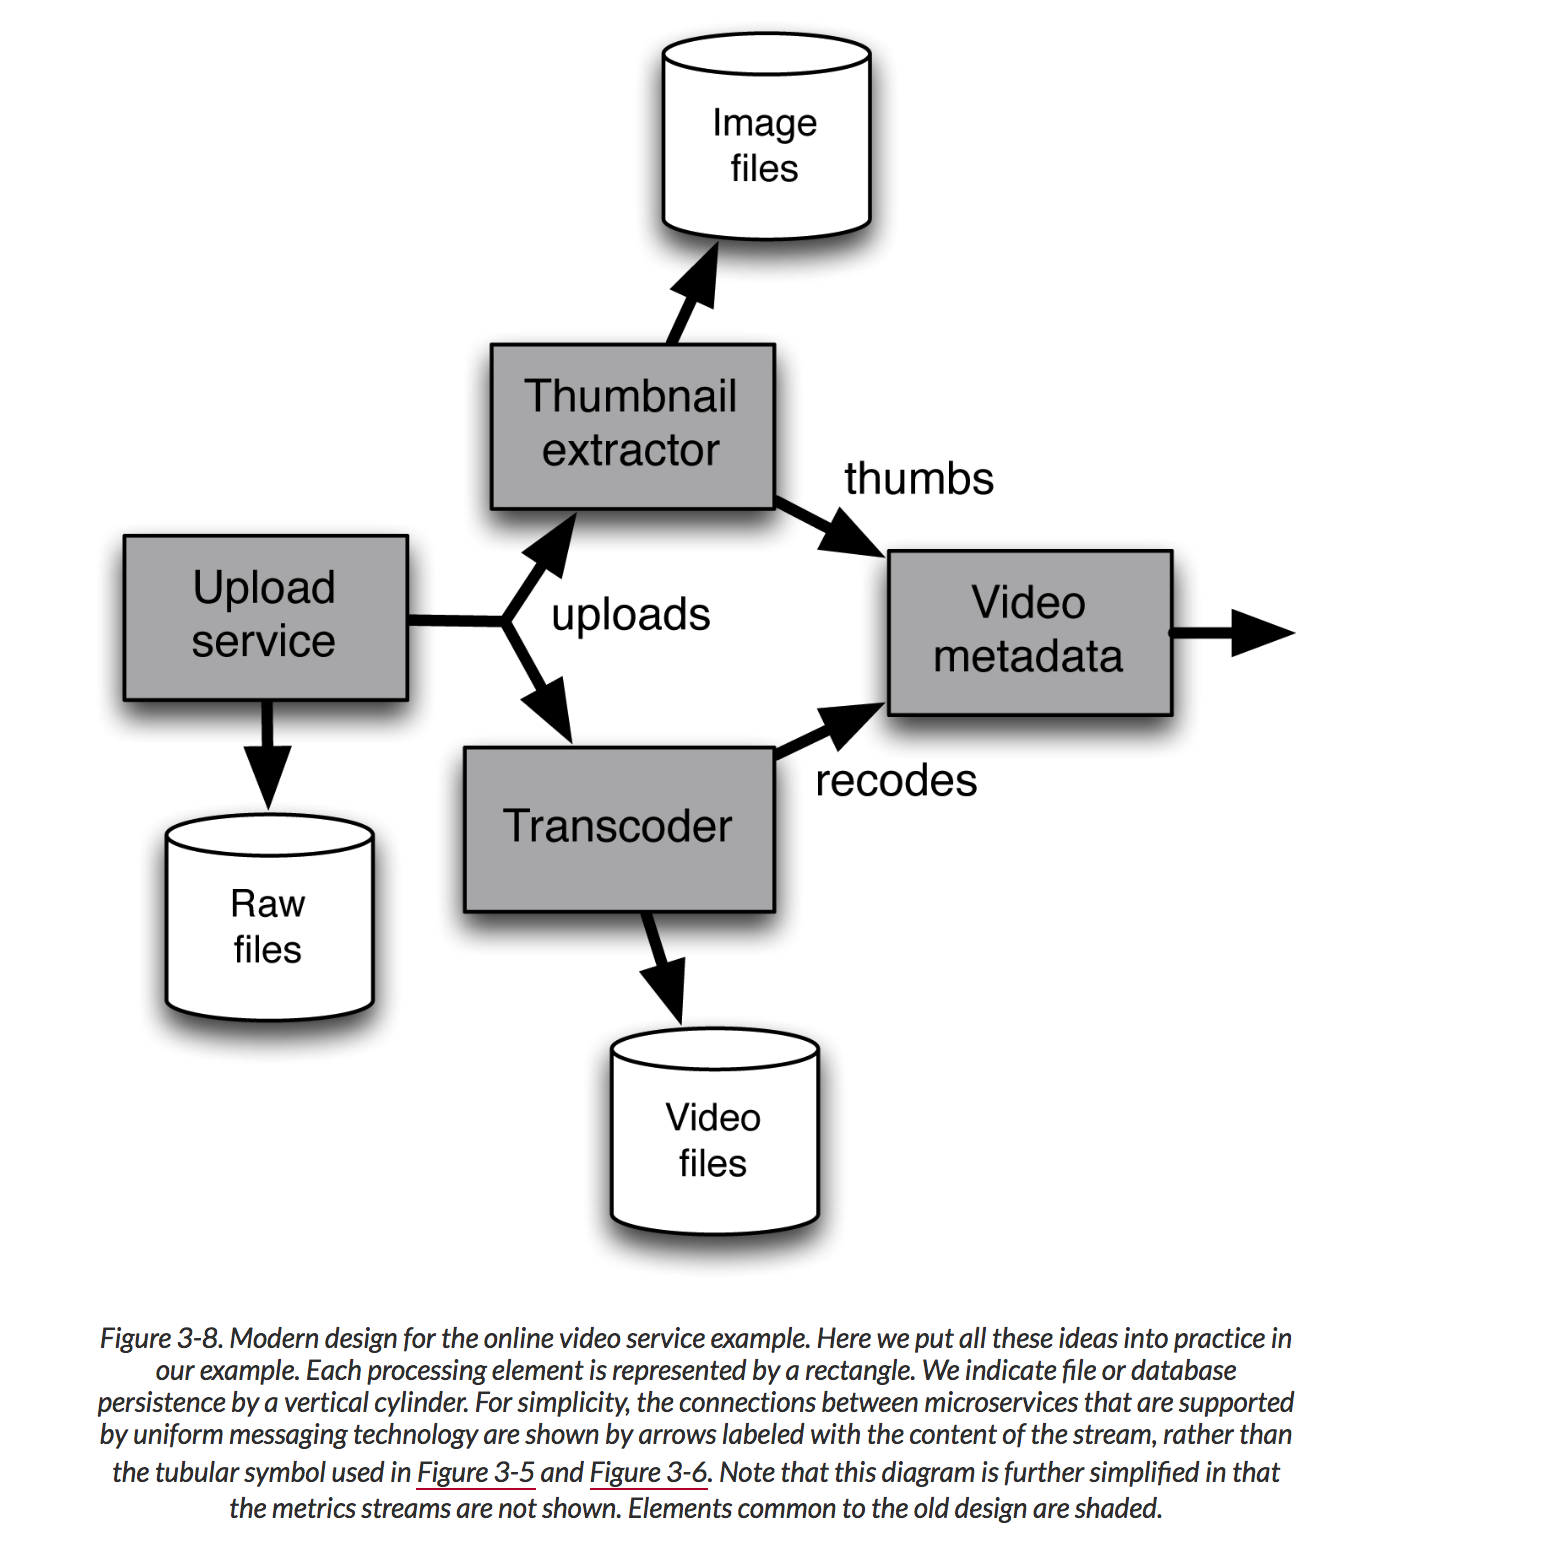 Image
files
Thumbnail
extractor
thumbs
Upload
service
uploads
Video
metadata
Transcoder
recodes
Raw
files
Video
files
Figure 3-8. Modern design for the online video service example. Here we put all these ideas into practice in
our example. Each processing element is represented by a rectangle. We indicate file or database
persistence by a vertical cylinder. For simplicity, the connections between microservices that are supported
by uniform messaging technology are shown by arrows labeled with the content of the stream, rather than
the tubular symbol used in Figure 3-5 and Figure 3-6. Note that this diagram is further simplified in that
the metrics streams are not shown. Elements common to the old design are shaded.